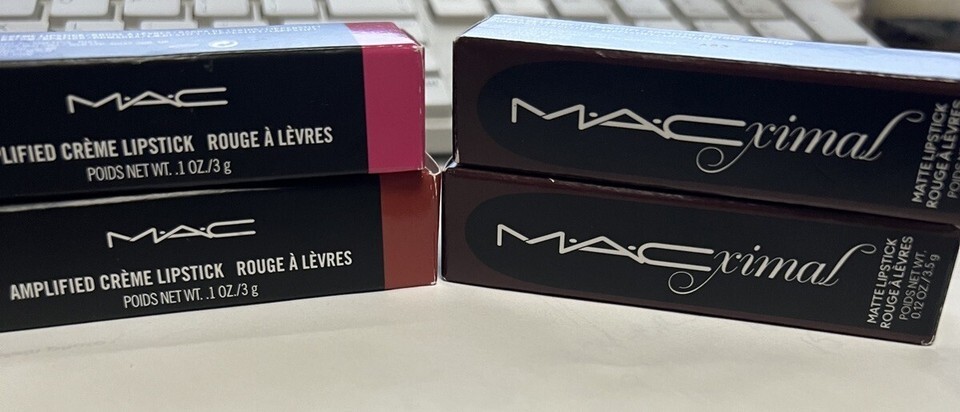 M·A·C
PLIFIED CRÈME LIPSTICK ROUGE À LÈVRES
POIDS NET WT. .1 OZ./3 g
M·A·C
AMPLIFIED CRÈME LIPSTICK ROUGE À LÈVRES
POIDS NET WT. .1 OZ./3 g
M·A·Cximal
MATTE LIPSTICK
ROUGE À LÈVRES
POIDS N
M·A·Cximal
MATTE LIPSTICK
ROUGE À LÈVRES
POIDS NET WT.
0.12 OZ./3.5 g